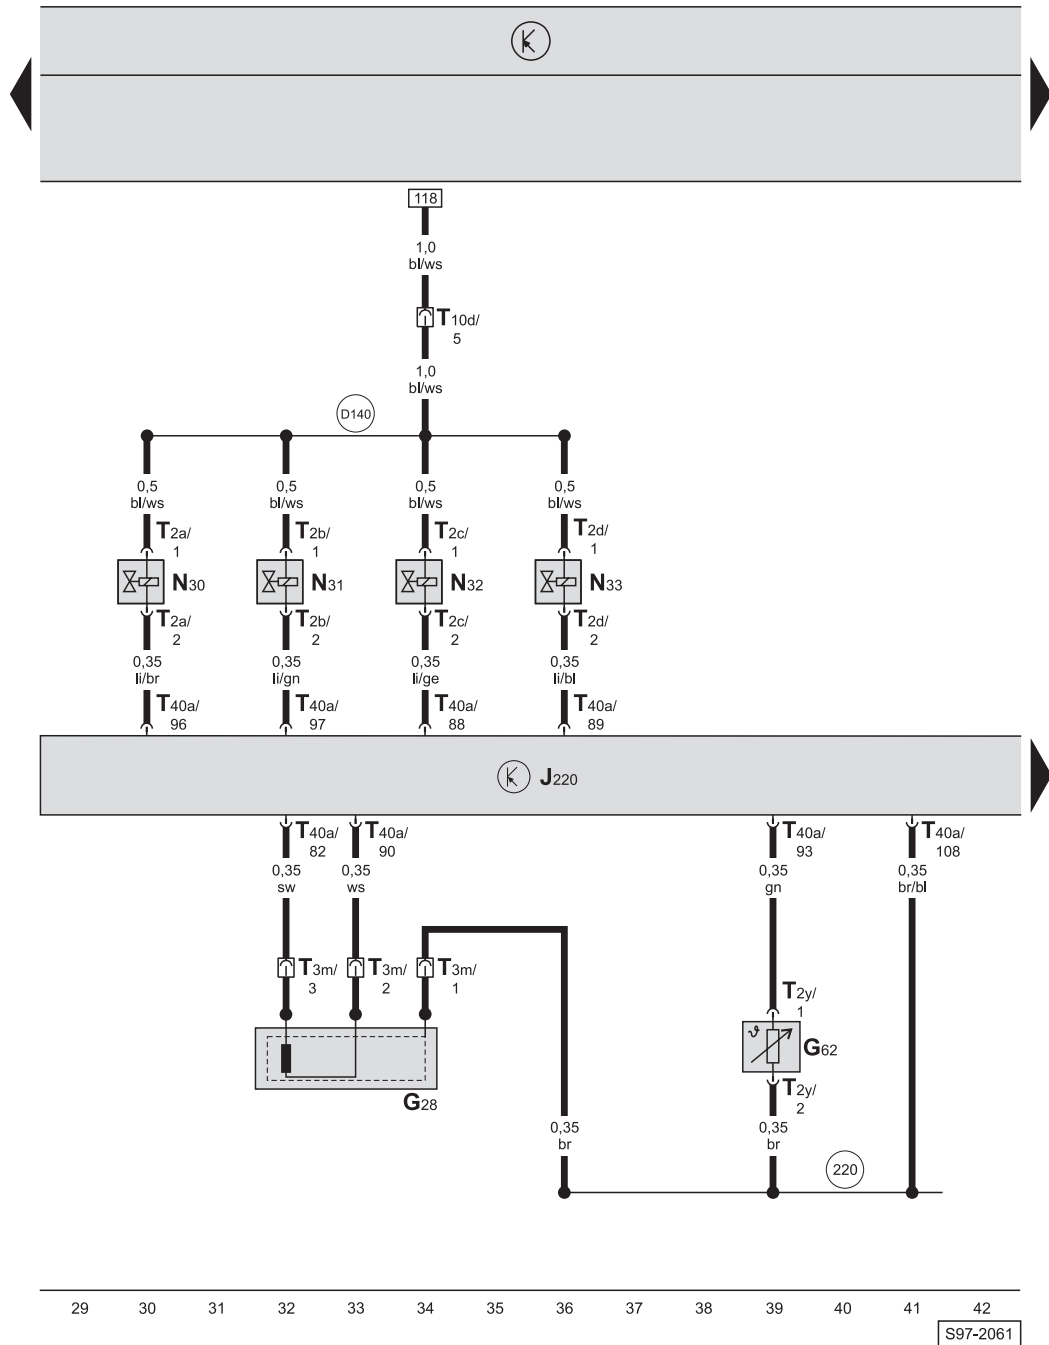 118
1,0
bl/ws
T10d/
5
1,0
bl/ws
D140
0,5 0,5 0,5 0,5
bl/ws bl/ws bl/ws bl/ws
T2a/ T2b/ T2c/ T2d/
1 1 1 1
N30 N31 N32 N33
T2a/ T2b/ T2c/ T2d/
2 2 2 2
0,35 0,35 0,35 0,35
li/br li/gn li/ge li/bl
T40a/ T40a/ T40a/ T40a/
96 97 88 89
J220
T40a/ T40a/ T40a/ T40a/
82 90 93 108
0,35 0,35 0,35 0,35
sw ws gn br/bl
T3m/ T3m/ T3m/
3 2 1
T2y/
1
G62
T2y/
2
G28
0,35 0,35
br br
220
29 30 31 32 33 34 35 36 37 38 39 40 41 42
S97-2061